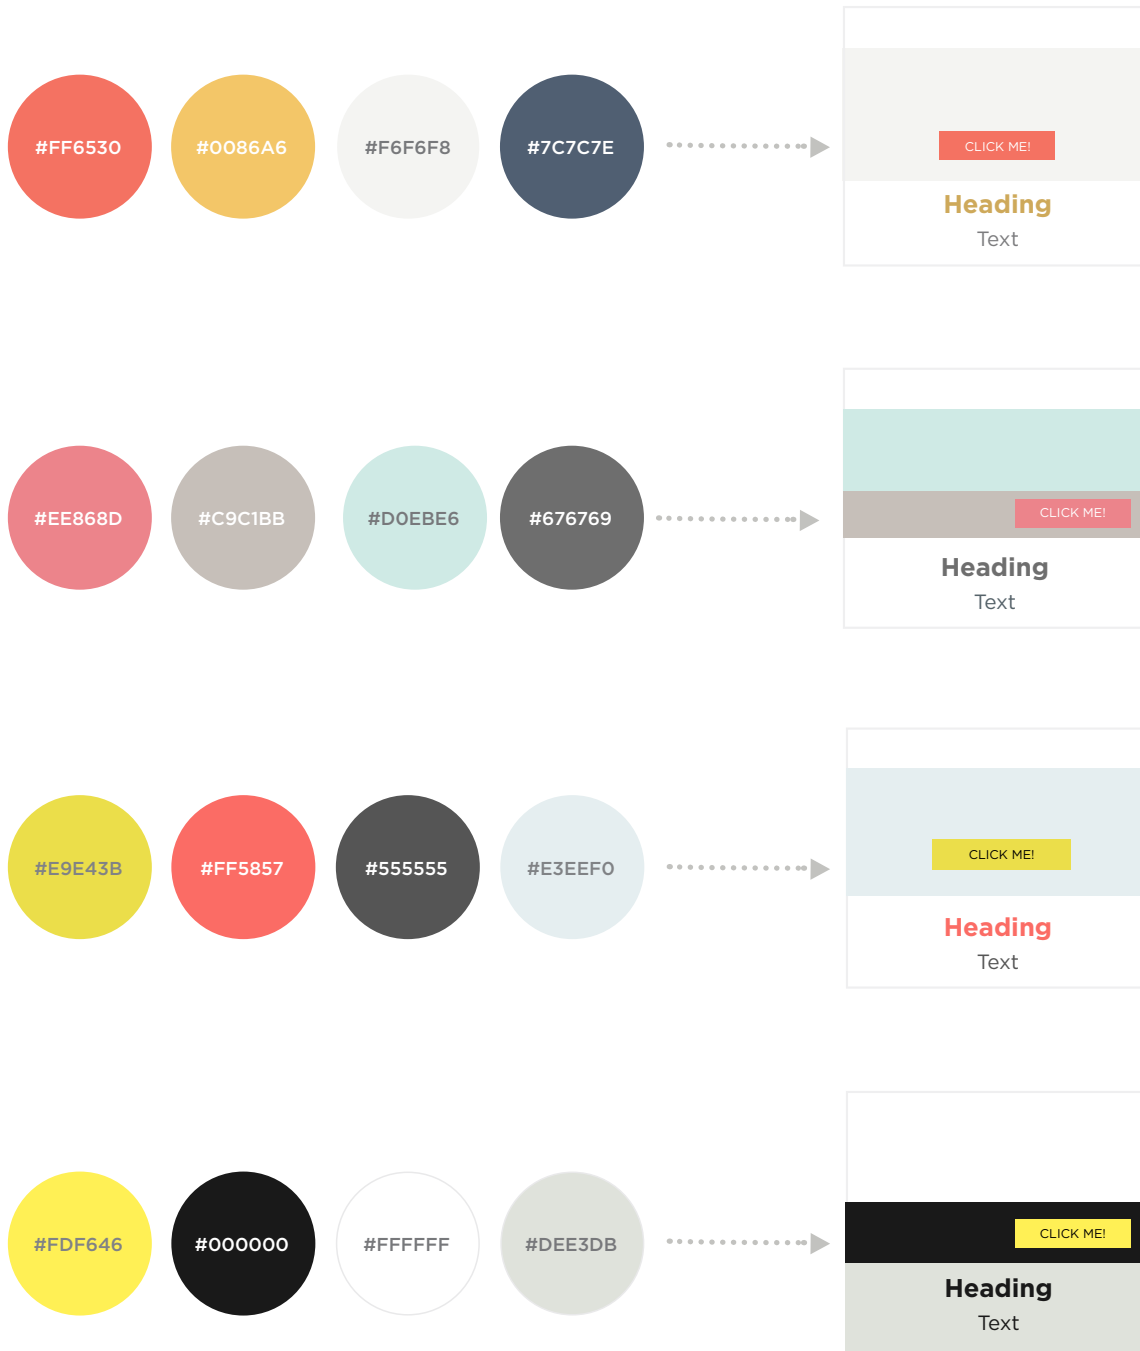 #FF6530 #0086A6 #F6F6F8 #7C7C7E
CLICK ME!
Heading
Text
#EE868D #C9C1BB #D0EBE6 #676769
CLICK ME!
Heading
Text
#E9E43B #FF5857 #555555 #E3EEF0
CLICK ME!
Heading
Text
#FDF646 #000000 #FFFFFF #DEE3DB
CLICK ME!
Heading
Text